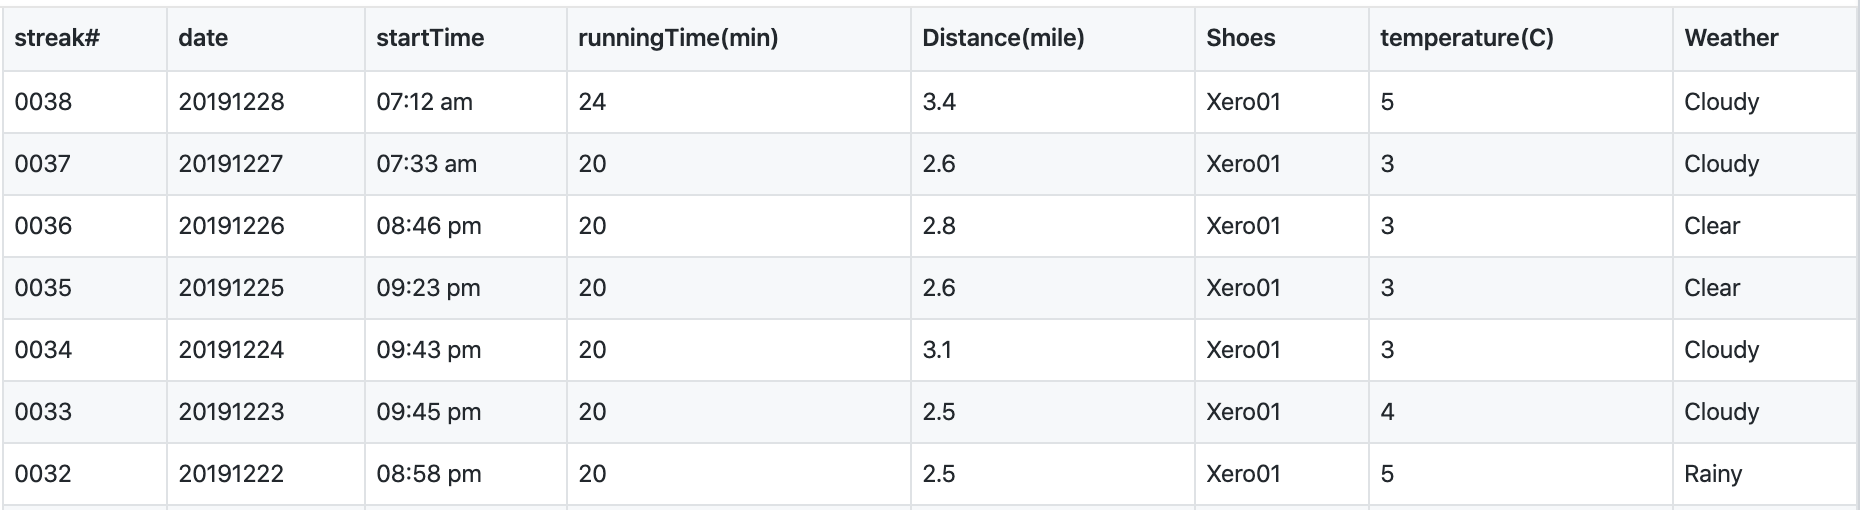 streak# date startTime runningTime(min) Distance(mile) Shoes temperature(C) Weather
0038 20191228 07:12 am 24 3.4 Xero01 5 Cloudy
0037 20191227 07:33 am 20 2.6 Xero01 3 Cloudy
0036 20191226 08:46 pm 20 2.8 Xero01 3 Clear
0035 20191225 09:23 pm 20 2.6 Xero01 3 Clear
0034 20191224 09:43 pm 20 3.1 Xero01 3 Cloudy
0033 20191223 09:45 pm 20 2.5 Xero01 4 Cloudy
0032 20191222 08:58 pm 20 2.5 Xero01 5 Rainy